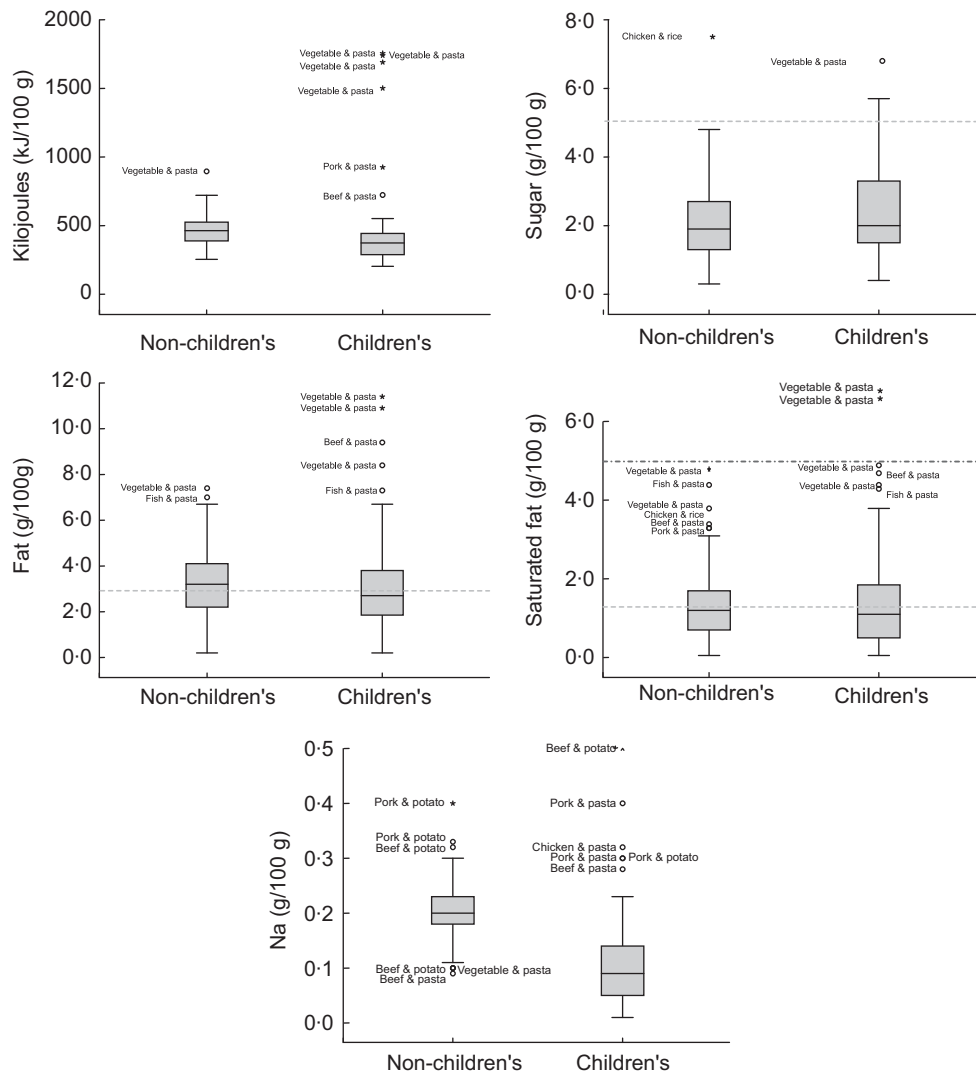 Kilojoules (kJ/100 g)
2000
1500
1000
500
0
Vegetable & pasta
Vegetable & pasta
Vegetable & pasta
Vegetable & pasta
Vegetable & pasta
Pork & pasta
Beef & pasta
Non-children's
Children's
Sugar (g/100 g)
8·0
6·0
4·0
2·0
0·0
Chicken & rice
Vegetable & pasta
Non-children's
Children's
Fat (g/100g)
12·0
10·0
8·0
6·0
4·0
2·0
0·0
Vegetable & pasta
Fish & pasta
Vegetable & pasta
Vegetable & pasta
Beef & pasta
Vegetable & pasta
Fish & pasta
Non-children's
Children's
Saturated fat (g/100 g)
6·0
4·0
2·0
0·0
Vegetable & pasta
Fish & pasta
Vegetable & pasta
Chicken & rice
Beef & pasta
Pork & pasta
Vegetable & pasta
Vegetable & pasta
Vegetable & pasta
Beef & pasta
Vegetable & pasta
Fish & pasta
Non-children's
Children's
Na (g/100 g)
0·5
0·4
0·3
0·2
0·1
0·0
Pork & potato
Pork & potato
Beef & potato
Beef & potato
Vegetable & pasta
Beef & pasta
Beef & potato
Pork & pasta
Chicken & pasta
Pork & pasta
Pork & potato
Beef & pasta
Non-children's
Children's